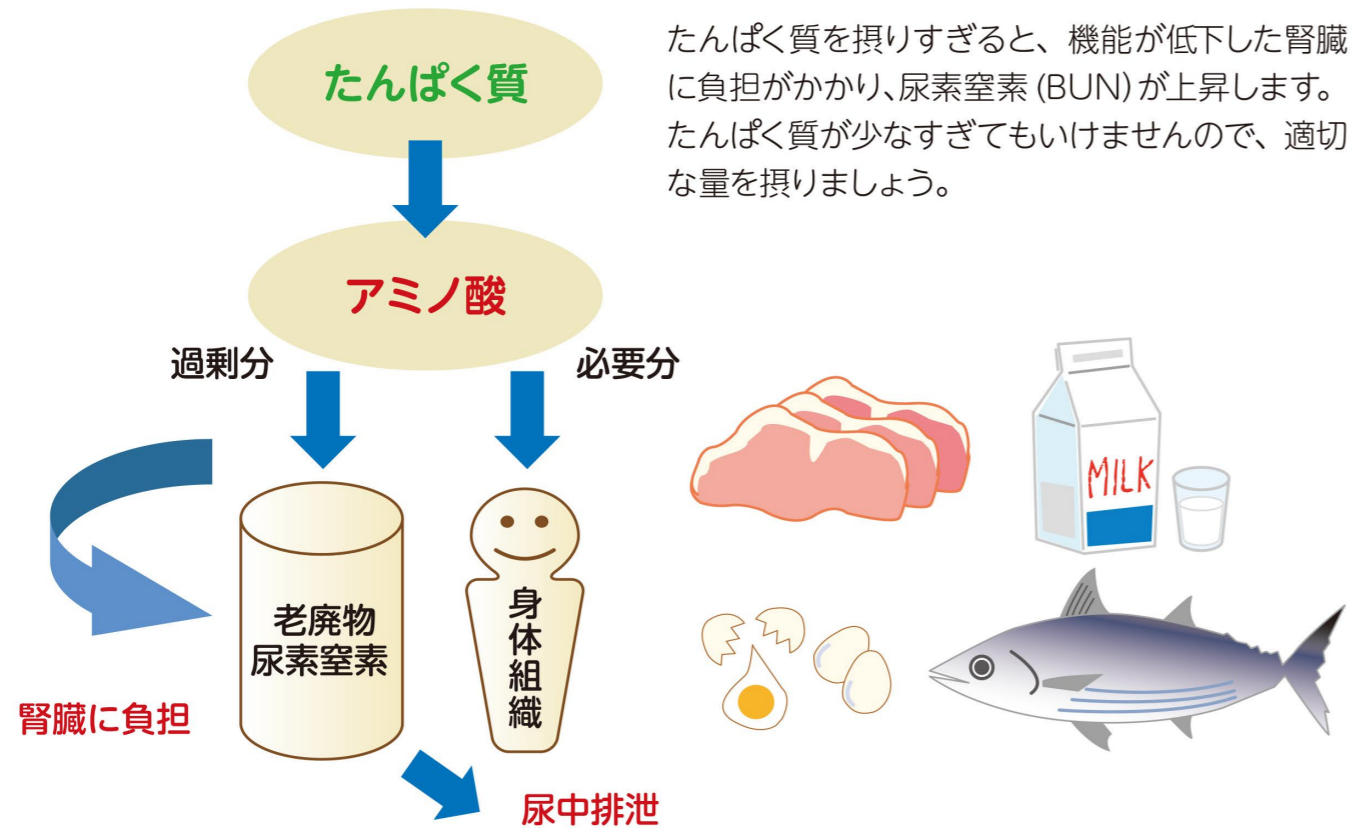 たんぱく質
たんぱく質を摂りすぎると、機能が低下した腎臓
に負担がかかり、尿素窒素(BUN)が上昇します。
たんぱく質が少なすぎてもいけませんので、適切
な量を摂りましょう。
アミノ酸
過剰分
必要分
MILK
老廃物
尿素窒素
身体組織
腎臓に負担
尿中排泄